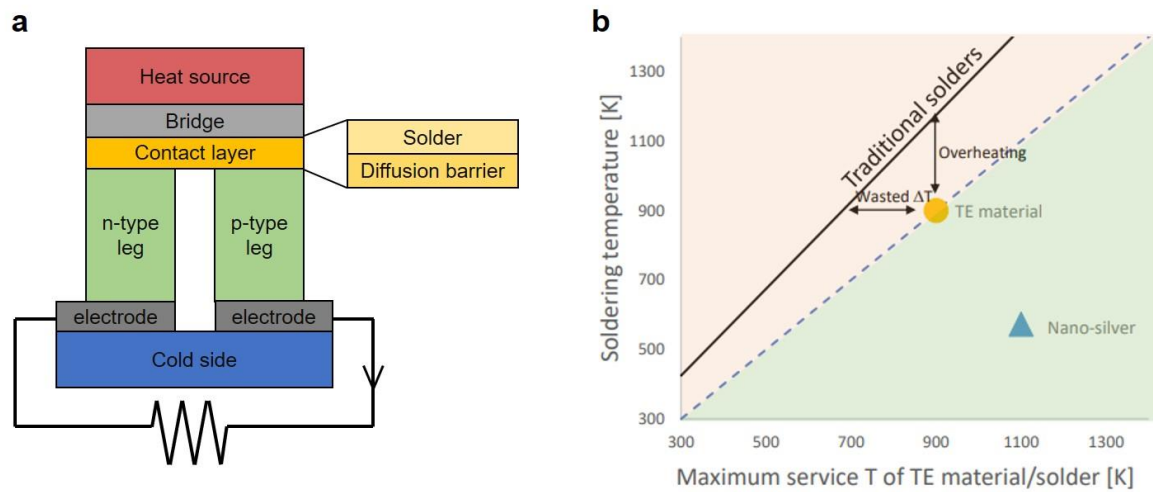 a
Heat source
Bridge
Contact layer
Solder
Diffusion barrier
n-type
leg
p-type
leg
electrode
electrode
Cold side
b
Soldering temperature [K]
1300
1100
900
700
500
300
Traditional solders
Overheating
Wasted ΔT
TE material
Nano-silver
300 500 700 900 1100 1300
Maximum service T of TE material/solder [K]